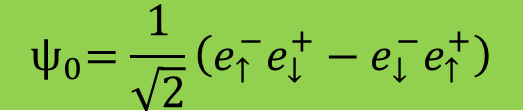 ψ₀ = 1/√2 (e↑⁻e↓⁺ − e↓⁻e↑⁺)